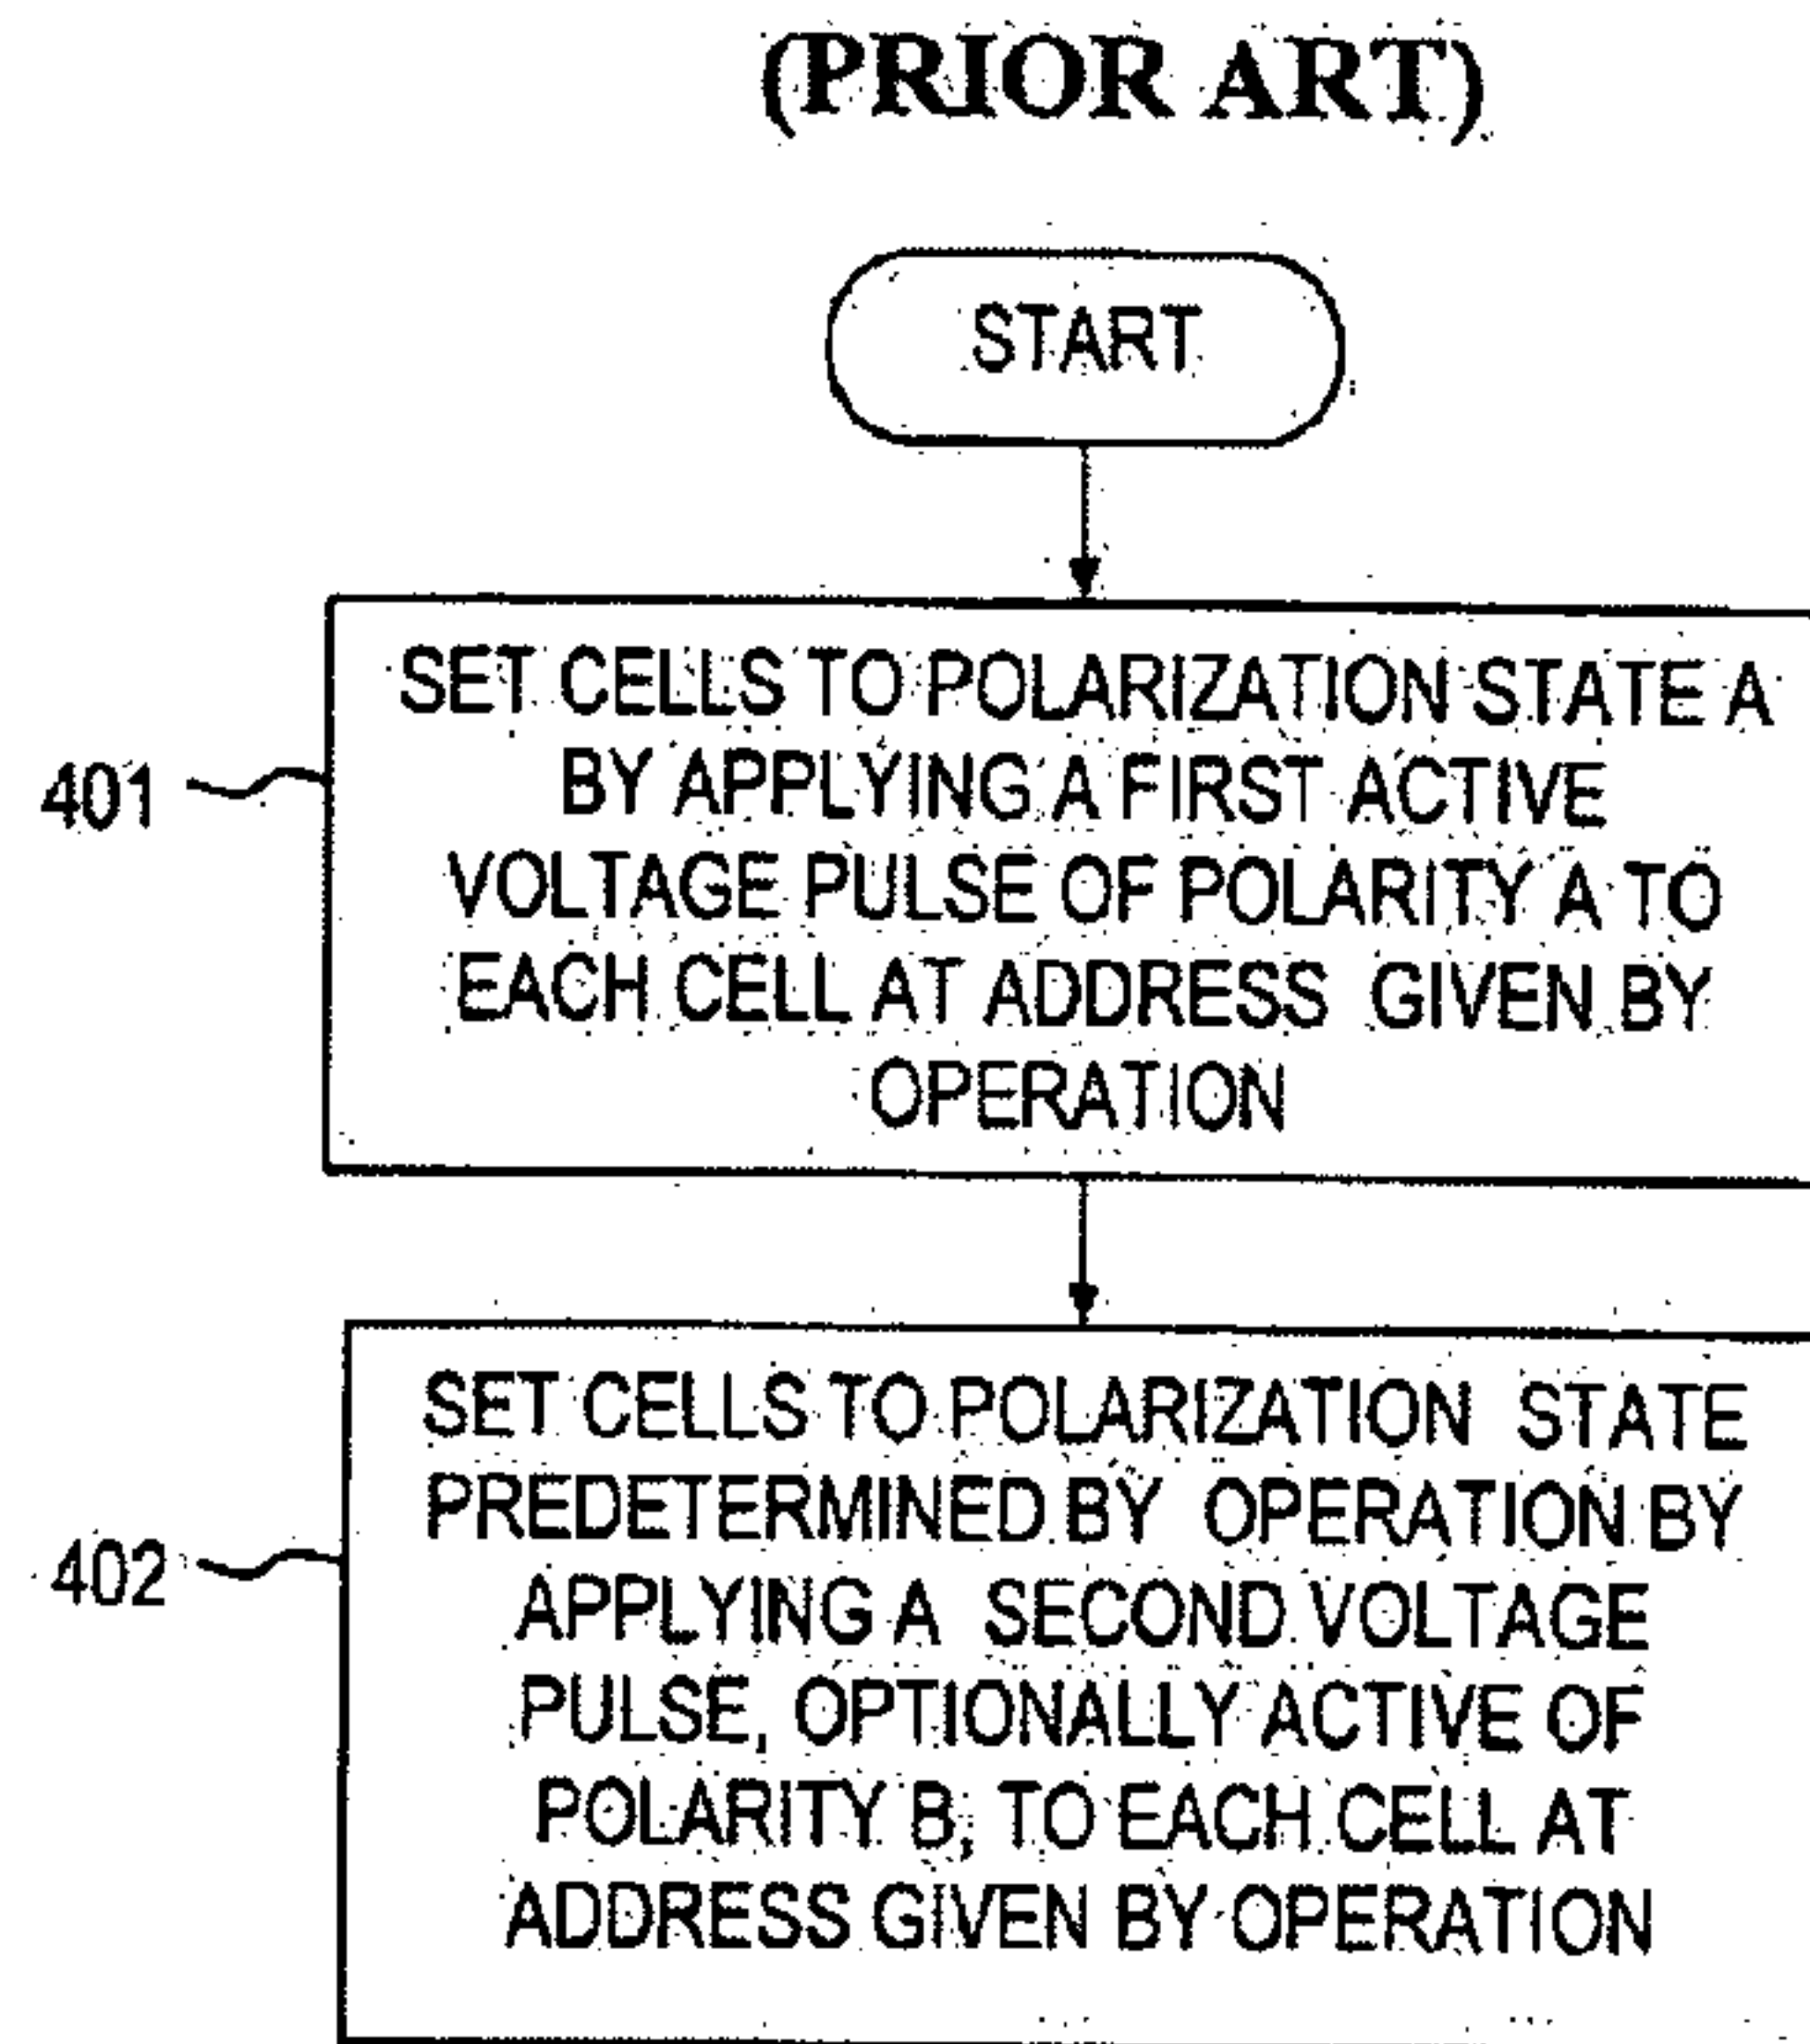 (PRIOR ART)
START
SET CELLS TO POLARIZATION STATE A
BY APPLYING A FIRST ACTIVE
VOLTAGE PULSE OF POLARITY A TO
EACH CELL AT ADDRESS GIVEN BY
OPERATION
401
SET CELLS TO POLARIZATION STATE
PREDETERMINED BY OPERATION BY
APPLYING A SECOND VOLTAGE
PULSE, OPTIONALLY ACTIVE OF
POLARITY B, TO EACH CELL AT
ADDRESS GIVEN BY OPERATION
402